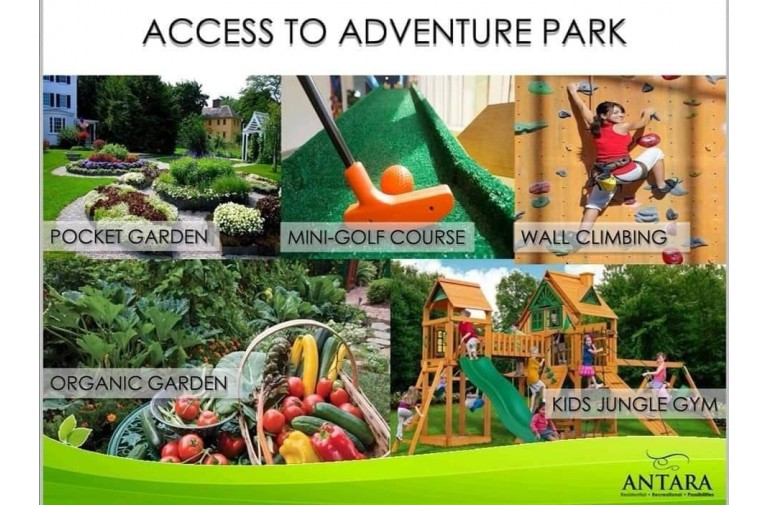 ACCESS TO ADVENTURE PARK
POCKET GARDEN
MINI-GOLF COURSE
WALL CLIMBING
ORGANIC GARDEN
KIDS JUNGLE GYM
ANTARA
Residential • Recreational • Possibilities